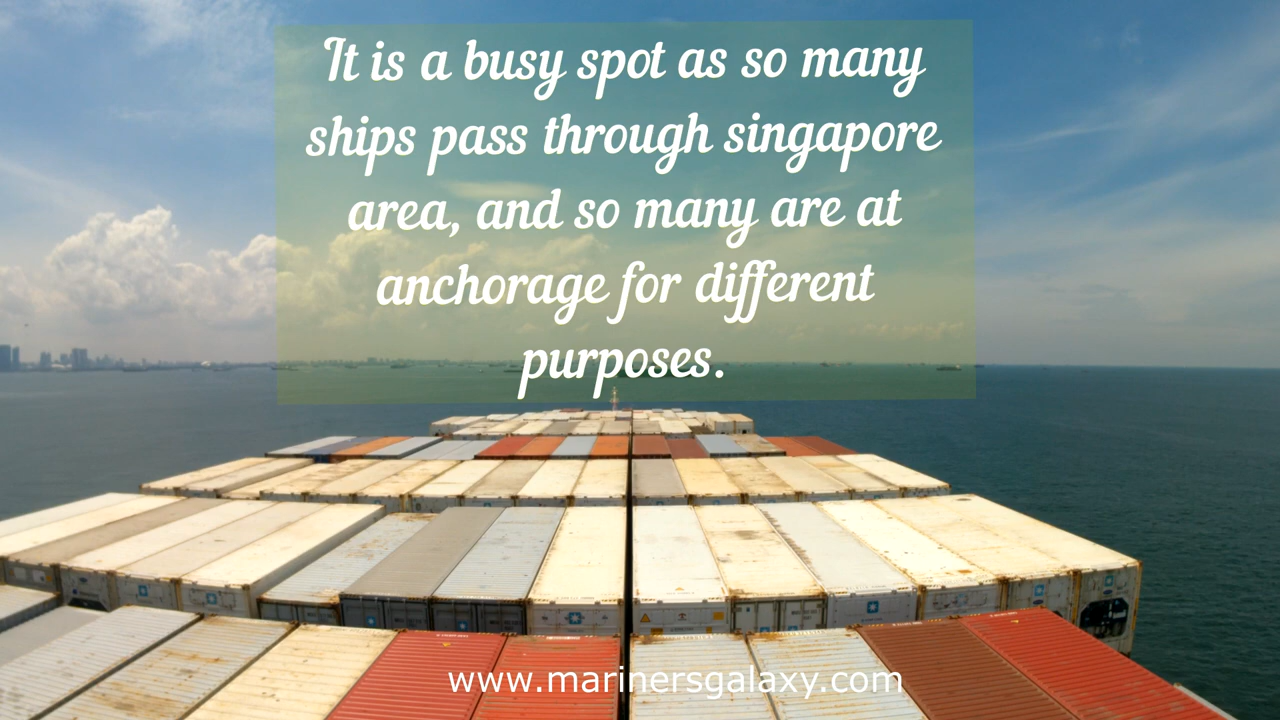 It is a busy spot as so many
ships pass through singapore
area, and so many are at
anchorage for different
purposes.
www.marinersgalaxy.com